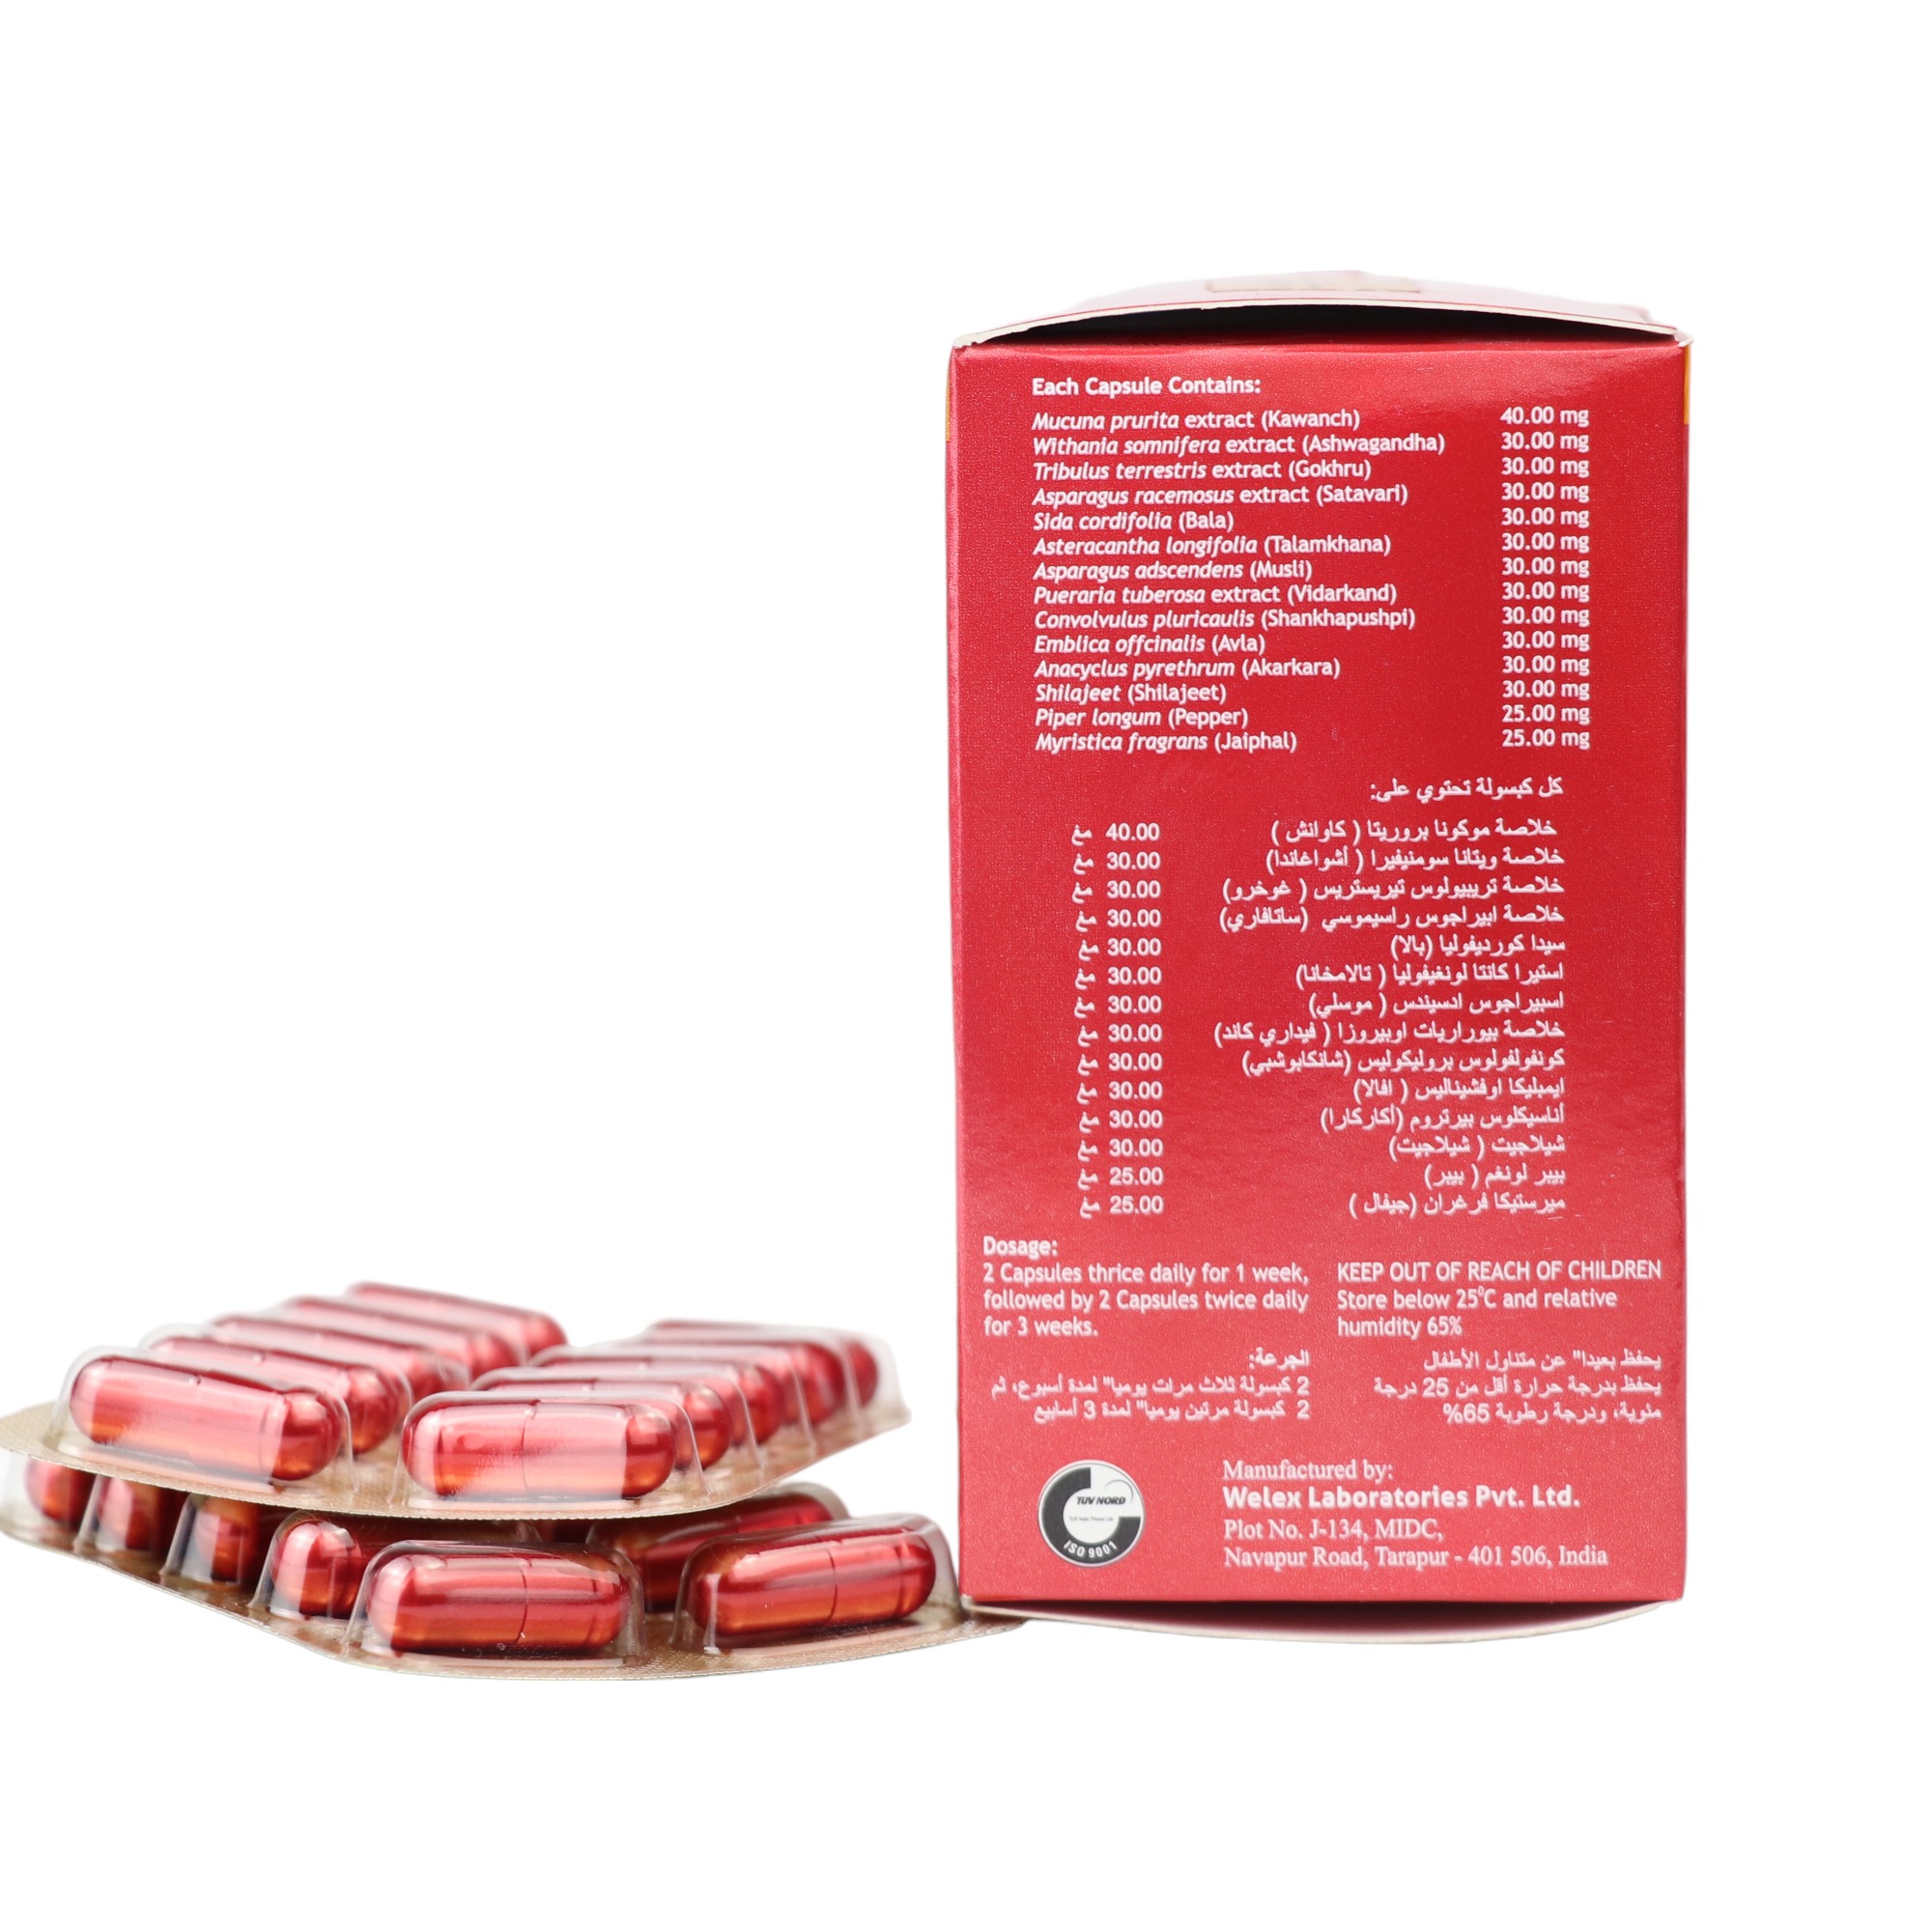 Each Capsule Contains:
Mucuna prurita extract (Kawanch) 40.00 mg
Withania somnifera extract (Ashwagandha) 30.00 mg
Tribulus terrestris extract (Gokhru) 30.00 mg
Asparagus racemosus extract (Satavari) 30.00 mg
Sida cordifolia (Bala) 30.00 mg
Asteracantha longifolia (Talamkhana) 30.00 mg
Asparagus adscendens (Musli) 30.00 mg
Pueraria tuberosa extract (Vidarkand) 30.00 mg
Convolvulus pluricaulis (Shankhapushpi) 30.00 mg
Emblica offcinalis (Avla) 30.00 mg
Anacyclus pyrethrum (Akarkara) 30.00 mg
Shilajeet (Shilajeet) 30.00 mg
Piper longum (Pepper) 25.00 mg
Myristica fragrans (Jaiphal) 25.00 mg
كل كبسولة تحتوي على:
خلاصة موكونا بروريتا ( كاوانش ) 40.00 مغ
خلاصة ويتانا سومنيفيرا ( أشواغاندا) 30.00 مغ
خلاصة تريبيولوس تيريستريس ( غوخرو) 30.00 مغ
خلاصة ابيراجوس راسيموسي (ساتافاري) 30.00 مغ
سيدا كورديفوليا (بالا) 30.00 مغ
استيرا كانتا لونغيفوليا ( تالامخانا) 30.00 مغ
اسبيراجوس ادسيندس ( موسلي) 30.00 مغ
خلاصة بيوراريات اوبيروزا ( فيداري كاند) 30.00 مغ
كونفولفولوس بروليكوليس (شانكابوشبي) 30.00 مغ
ايمبليكا اوفشيناليس ( افالا) 30.00 مغ
أناسيكلوس بيرتروم (أكاركارا) 30.00 مغ
شيلاجيت ( شيلاجيت) 30.00 مغ
بيبر لونغم ( بيبر) 25.00 مغ
ميرستيكا فرغران (جيفال ) 25.00 مغ
Dosage:
2 Capsules thrice daily for 1 week,
followed by 2 Capsules twice daily
for 3 weeks.
KEEP OUT OF REACH OF CHILDREN
Store below 25⁰C and relative
humidity 65%
الجرعة:
2 كبسولة ثلاث مرات يوميا" لمدة أسبوع، ثم
2 كبسولة مرتين يوميا" لمدة 3 أسابيع
يحفظ بعيدا" عن متناول الأطفال
يحفظ بدرجة حرارة أقل من 25 درجة
مئوية، ودرجة رطوبة 65%
TUV NORD
ISO 9001
Manufactured by:
Welex Laboratories Pvt. Ltd.
Plot No. J-134, MIDC,
Navapur Road, Tarapur - 401 506, India